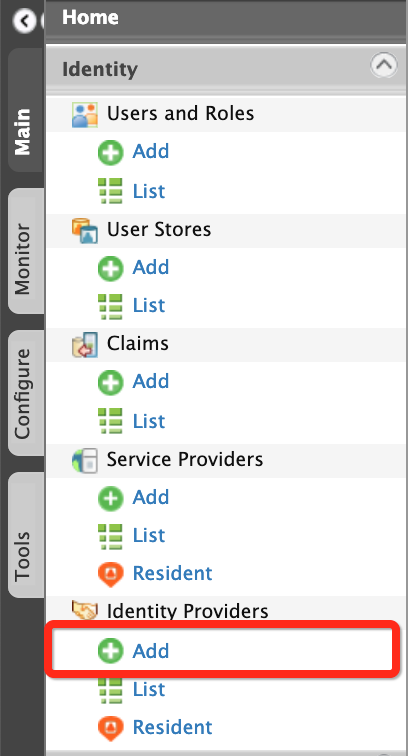 Home
Identity
Users and Roles
Add
List
User Stores
Add
List
Claims
Add
List
Service Providers
Add
List
Resident
Identity Providers
Add
List
Resident
Main
Monitor
Configure
Tools